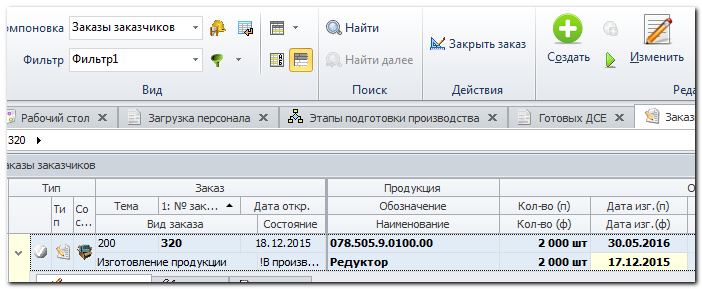 омпоновка Заказы заказчиков
Фильтр Фильтр1
Найти
Найти далее
Закрыть заказ
Создать
Изменить
Вид
Поиск
Действия
Реда
Рабочий стол
Загрузка персонала
Этапы подготовки производства
Готовых ДСЕ
Заказ
320
аказы заказчиков
Тип Заказ Продукция О
Ти п Со с... Тема 1: № зак... Дата откр. Обозначение Кол-во (п) Дата изг.(п)
Вид заказа Состояние Наименование Кол-во (ф) Дата изг.(ф)
200 320 18.12.2015 078.505.9.0100.00 2 000 шт 30.05.2016
Изготовление продукции !В произв... Редуктор 2 000 шт 17.12.2015